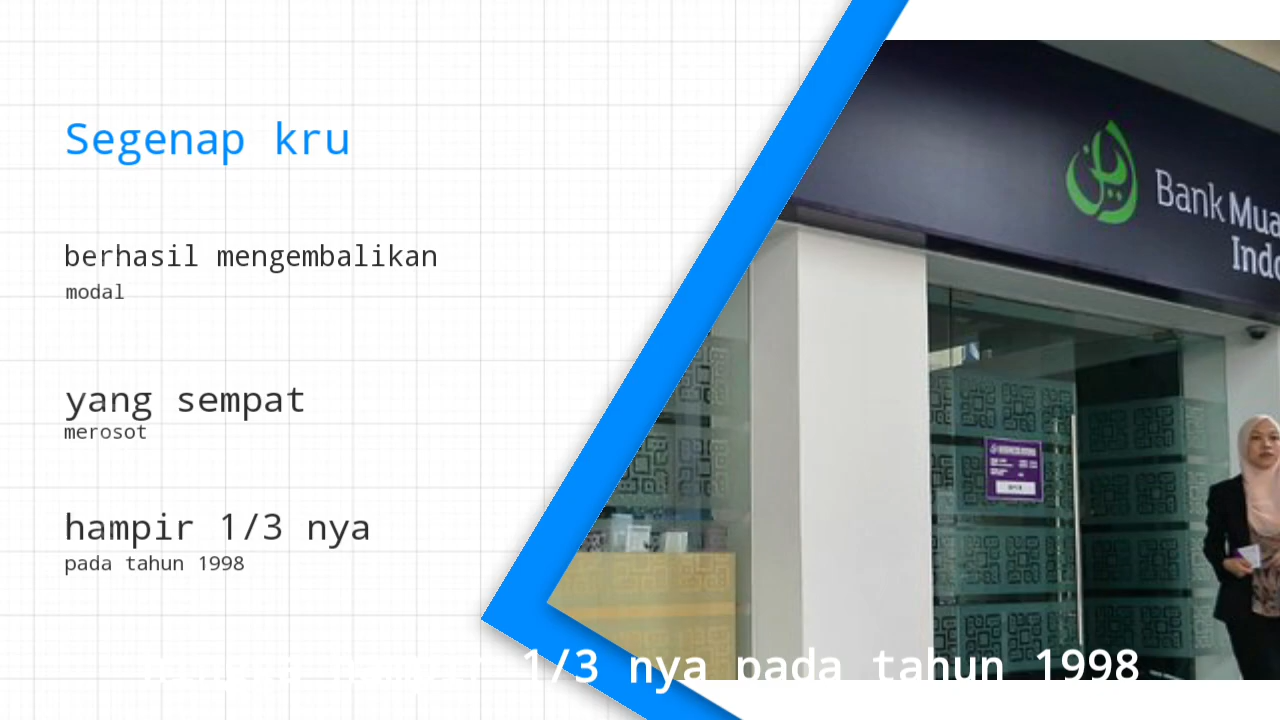 Segenap kru
berhasil mengembalikan
modal
yang sempat
merosot
hampir 1/3 nya
pada tahun 1998
Bank Mua
Indo
1/3 nya pada tahun 1998